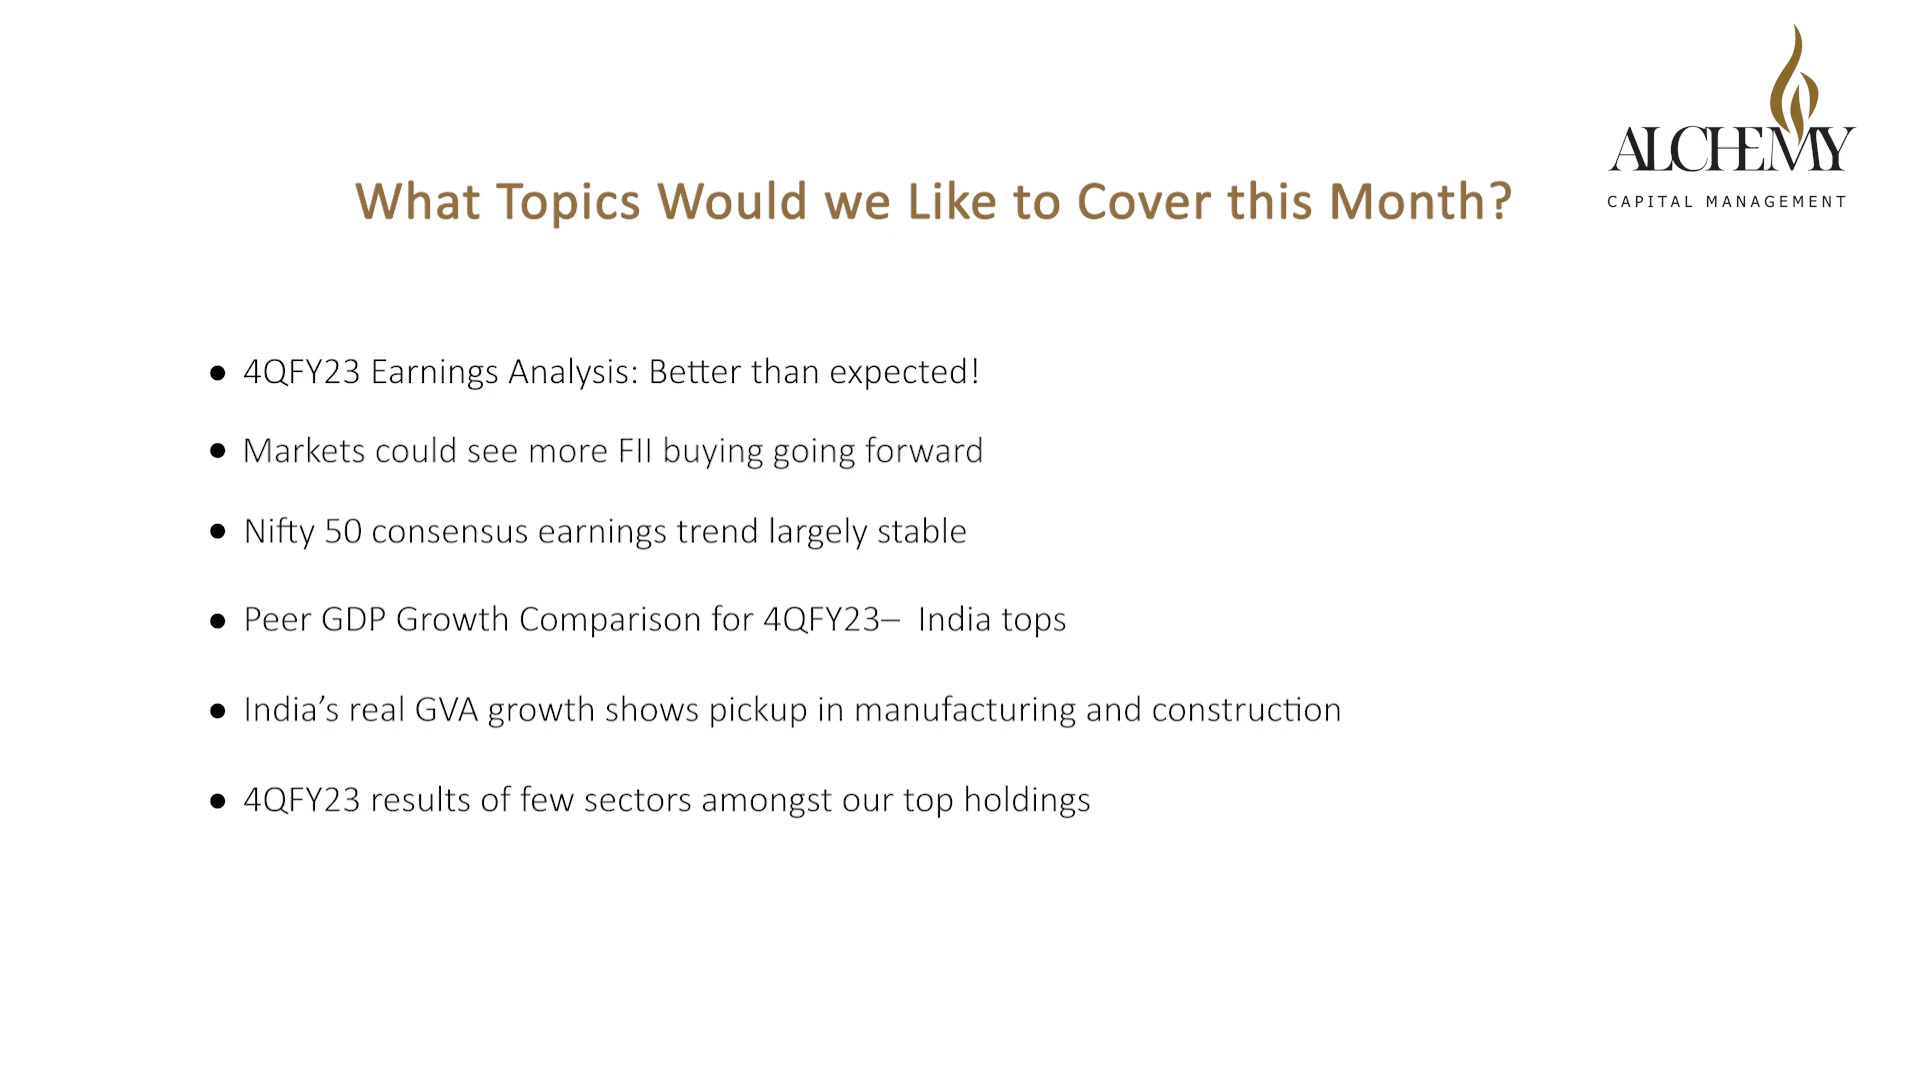 ALCHEMY
CAPITAL MANAGEMENT
What Topics Would we Like to Cover this Month?
● 4QFY23 Earnings Analysis: Better than expected!
● Markets could see more FII buying going forward
● Nifty 50 consensus earnings trend largely stable
● Peer GDP Growth Comparison for 4QFY23– India tops
● India’s real GVA growth shows pickup in manufacturing and construction
● 4QFY23 results of few sectors amongst our top holdings